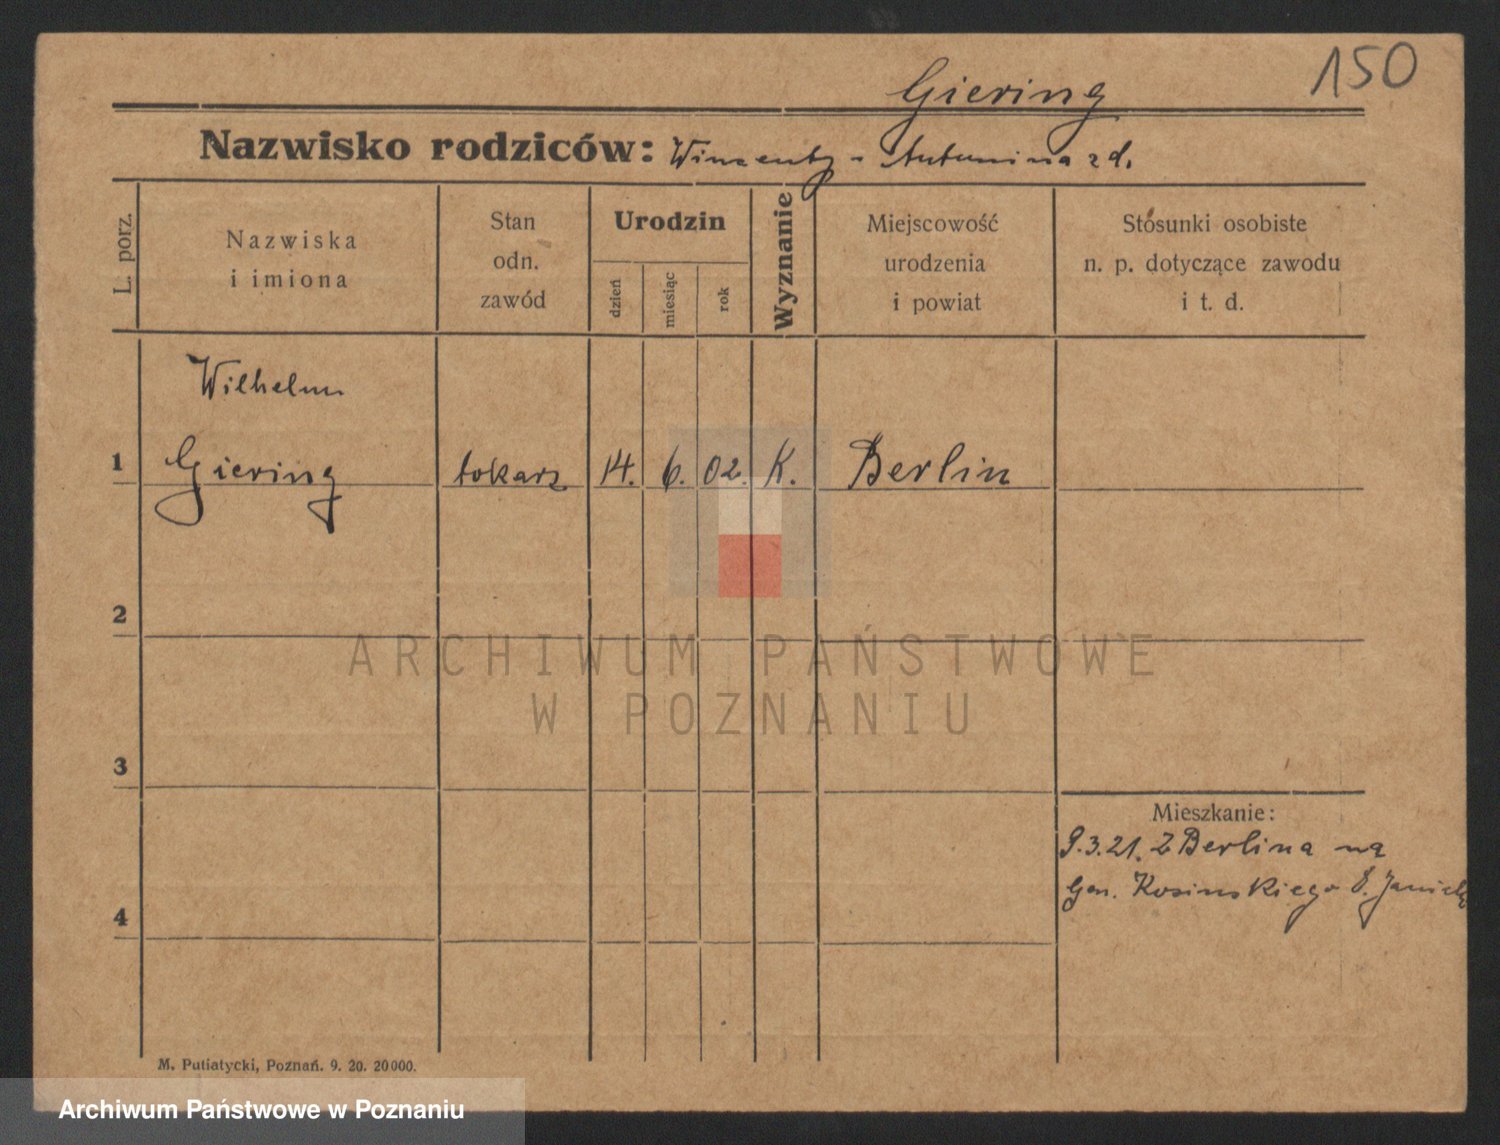 150
Giering
Nazwisko rodziców: Wincenty - Antonina zd.
L. porz.
Nazwiska
i imiona
Stan
odn.
zawód
Urodzin
dzień
miesiąc
rok
Wyznanie
Miejscowość
urodzenia
i powiat
Stosunki osobiste
n. p. dotyczące zawodu
i t. d.
Wilhelm
1 Giering tokarz 14. 6. 02. K. Berlin
2
ARCHIWUM PAŃSTWOWE
W POZNANIU
3
Mieszkanie:
9.3.21. z Berlina na
Gen. Kosinskiego 8.
4
M. Putiatycki, Poznań. 9. 20. 20000.
Archiwum Państwowe w Poznaniu